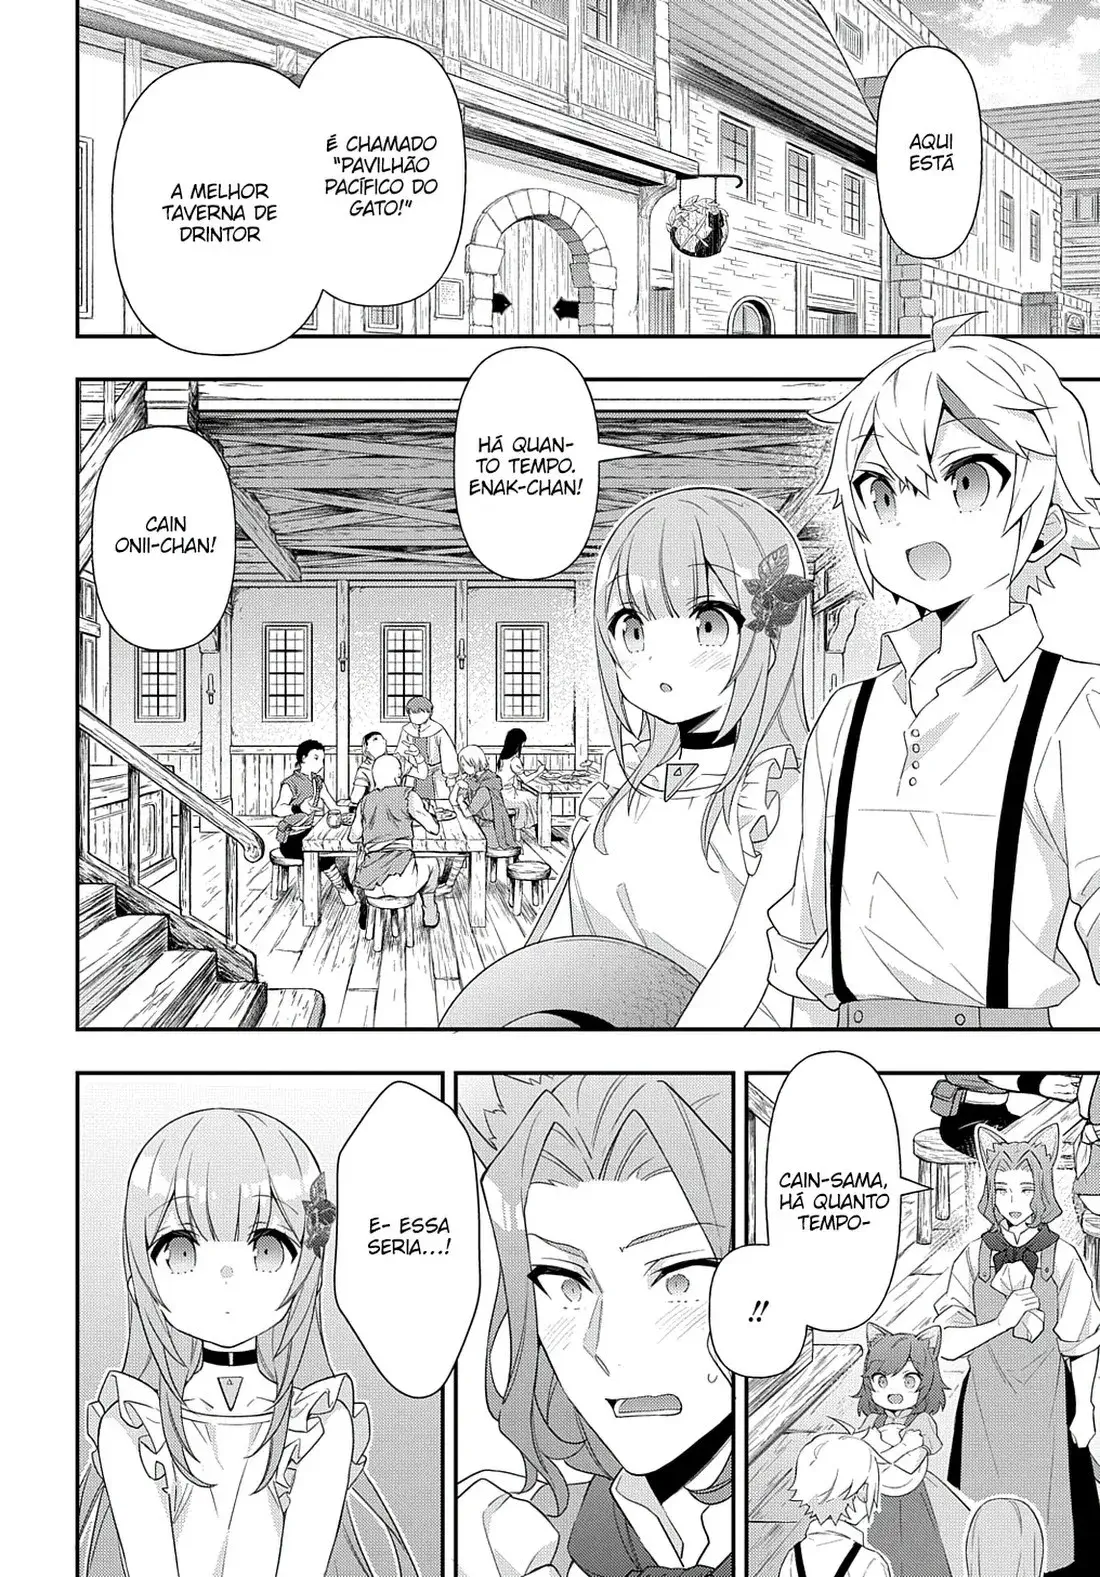 AQUI
ESTÁ
É CHAMADO
"PAVILHÃO
PACÍFICO DO
GATO!"
A MELHOR
TAVERNA DE
DRINTOR
HÁ QUAN-
TO TEMPO.
ENAK-CHAN!
CAIN
ONII-CHAN!
CAIN-SAMA,
HÁ QUANTO
TEMPO-
!!
E- ESSA
SERIA...!